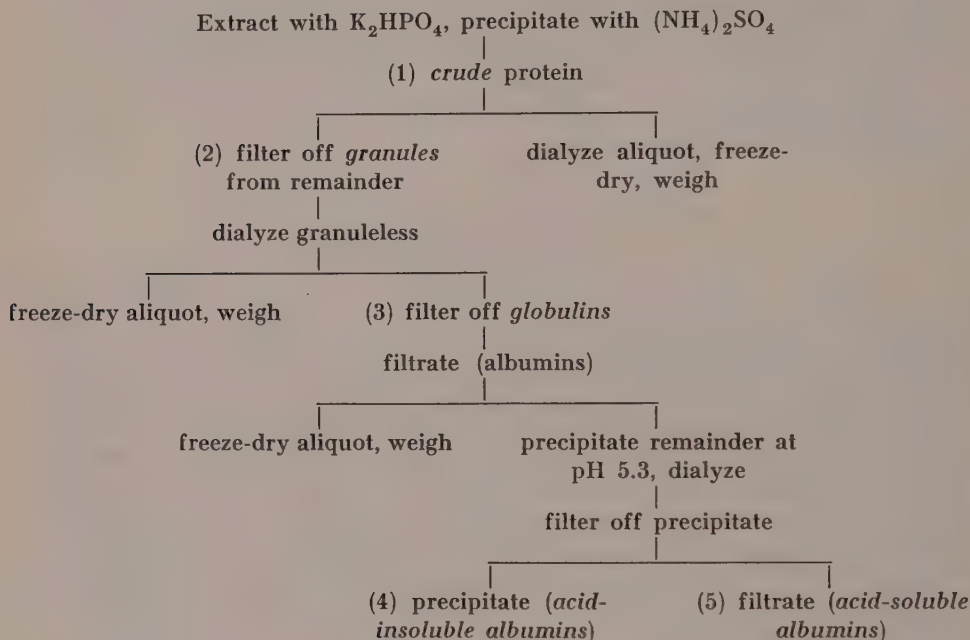 Extract with K₂HPO₄, precipitate with (NH₄)₂SO₄
(1) crude protein
(2) filter off granules
from remainder
dialyze aliquot, freeze-
dry, weigh
dialyze granuleless
freeze-dry aliquot, weigh
(3) filter off globulins
filtrate (albumins)
freeze-dry aliquot, weigh
precipitate remainder at
pH 5.3, dialyze
filter off precipitate
(4) precipitate (acid-
insoluble albumins)
(5) filtrate (acid-soluble
albumins)